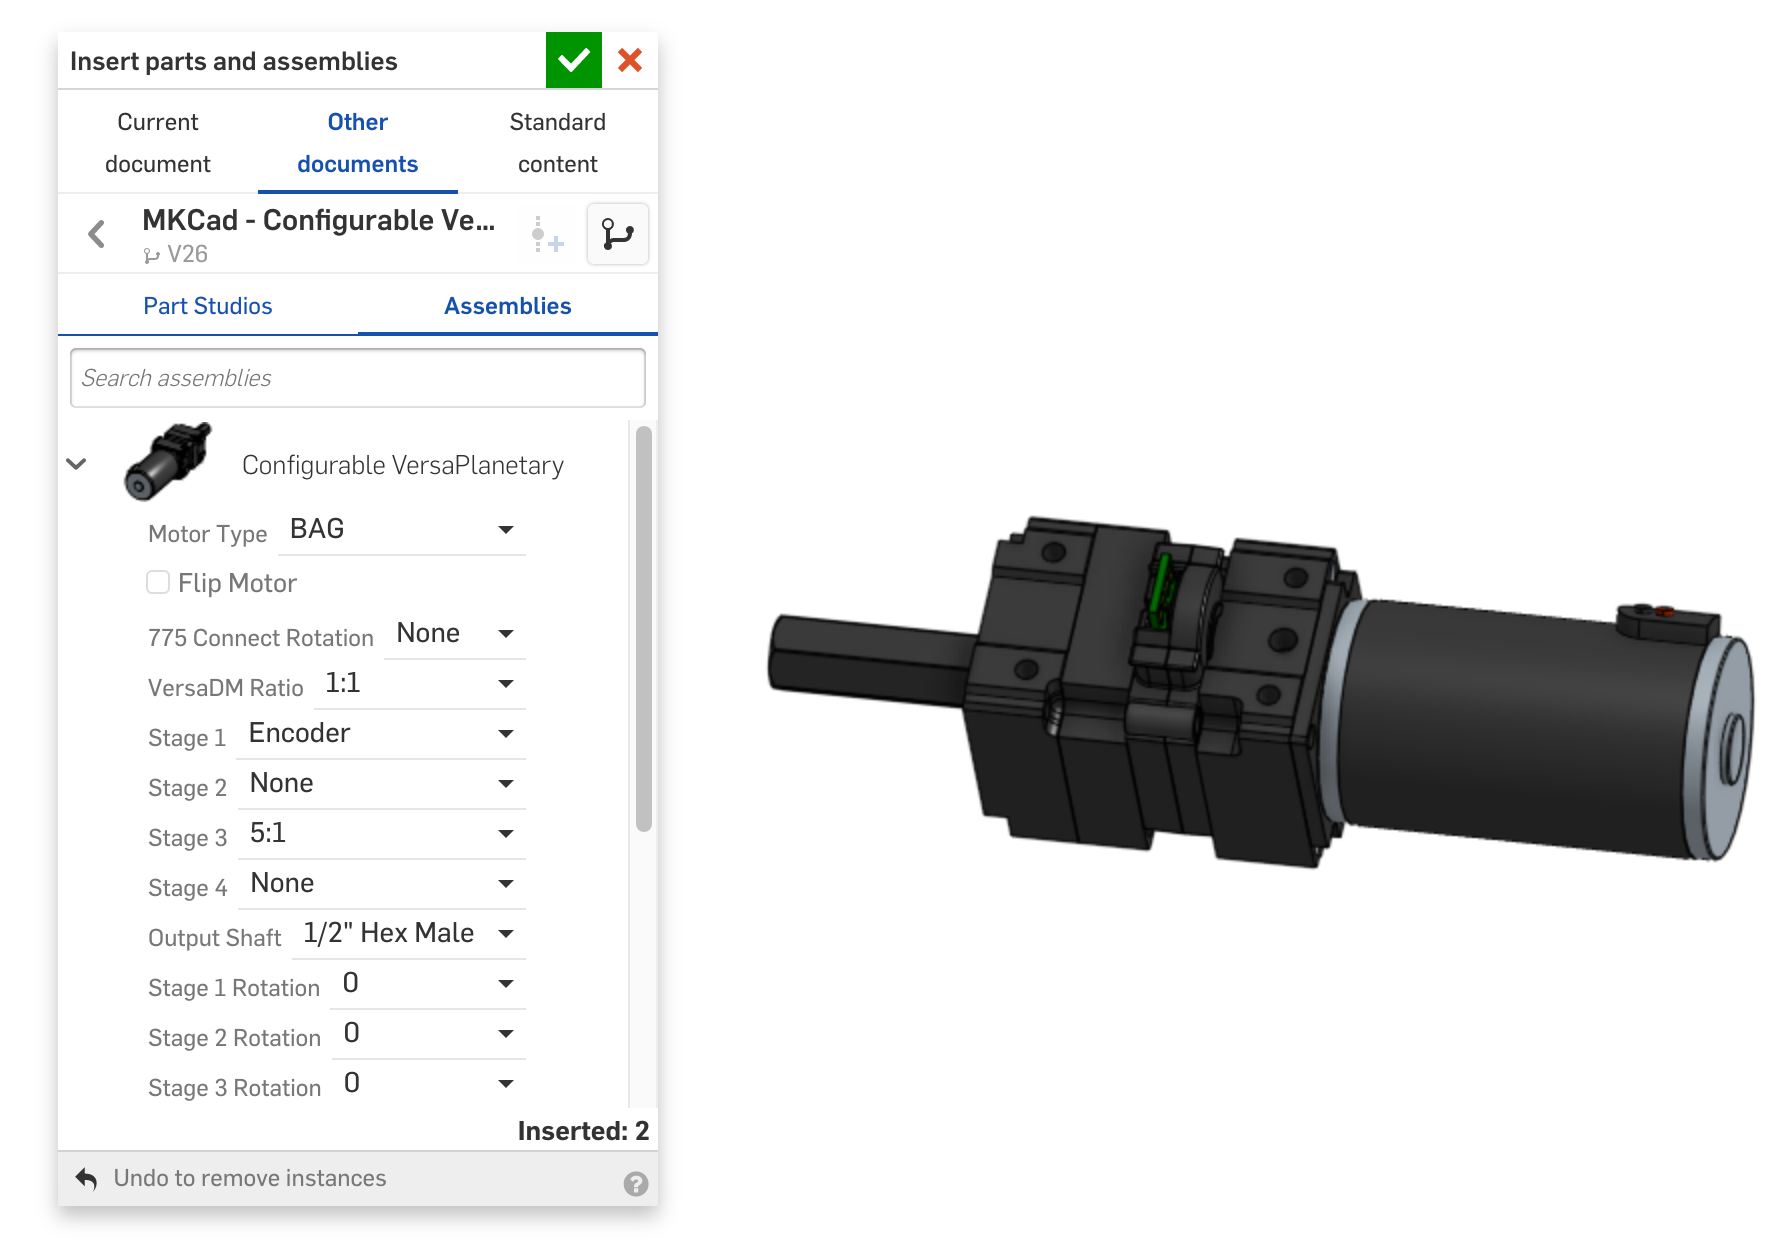 Insert parts and assemblies
Current document
Other documents
Standard content
MKCad - Configurable Ve...
V26
Part Studios
Assemblies
Search assemblies
Configurable VersaPlanetary
Motor Type BAG
Flip Motor
775 Connect Rotation None
VersaDM Ratio 1:1
Stage 1 Encoder
Stage 2 None
Stage 3 5:1
Stage 4 None
Output Shaft 1/2" Hex Male
Stage 1 Rotation 0
Stage 2 Rotation 0
Stage 3 Rotation 0
Inserted: 2
Undo to remove instances
?